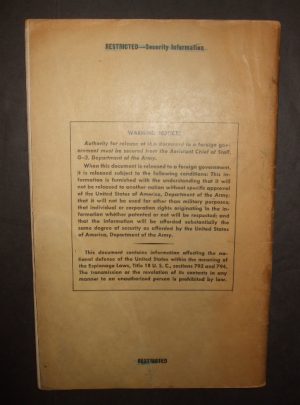 RESTRICTED—Security Information
WARNING NOTICE:
Authority for release of this document to a foreign gov-
ernment must be secured from the Assistant Chief of Staff,
G-2, Department of the Army.
When this document is released to a foreign government,
it is released subject to the following conditions: This in-
formation is furnished with the understanding that it will
not be released to another nation without specific approval
of the United States of America, Department of the Army;
that it will not be used for other than military purposes;
that individual or corporation rights originating in the in-
formation whether patented or not will be respected; and
that the information will be afforded substantially the
same degree of security as afforded by the United States
of America, Department of the Army.
This document contains information affecting the na-
tional defense of the United States within the meaning of
the Espionage Laws, Title 18 U. S. C., sections 793 and 794.
The transmission or the revelation of its contents in any
manner to an unauthorized person is prohibited by law.
RESTRICTED